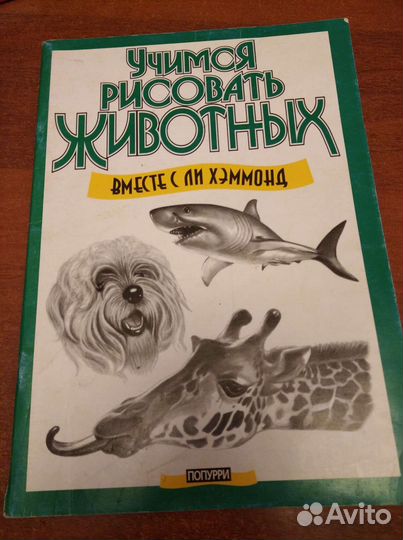 УЧИМСЯ
РИСОВАТЬ
ЖИВОТНЫХ
ВМЕСТЕ С ЛИ ХЭММОНД
ПОПУРРИ
Avito